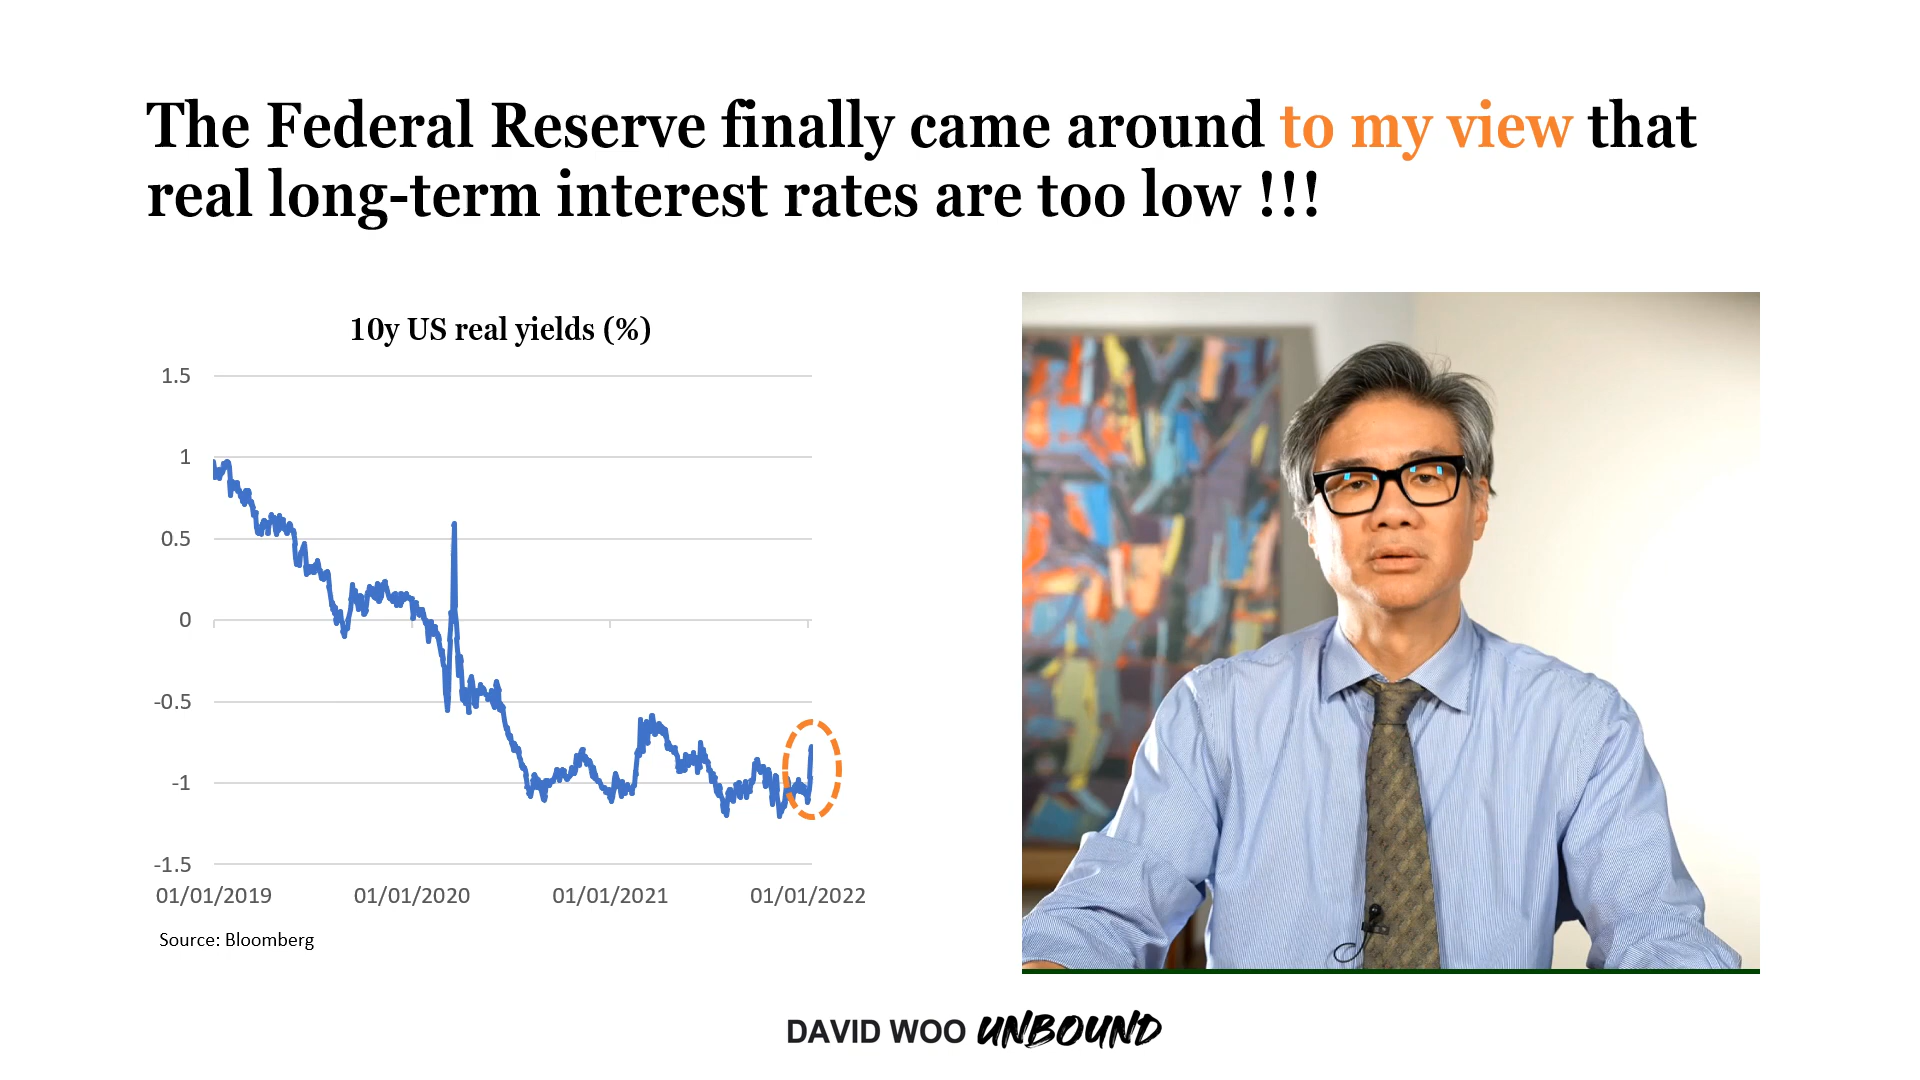 The Federal Reserve finally came around to my view that
real long-term interest rates are too low !!!
10y US real yields (%)
1.5
1
0.5
0
-0.5
-1
-1.5
01/01/2019
01/01/2020
01/01/2021
01/01/2022
Source: Bloomberg
DAVID WOO UNBOUND